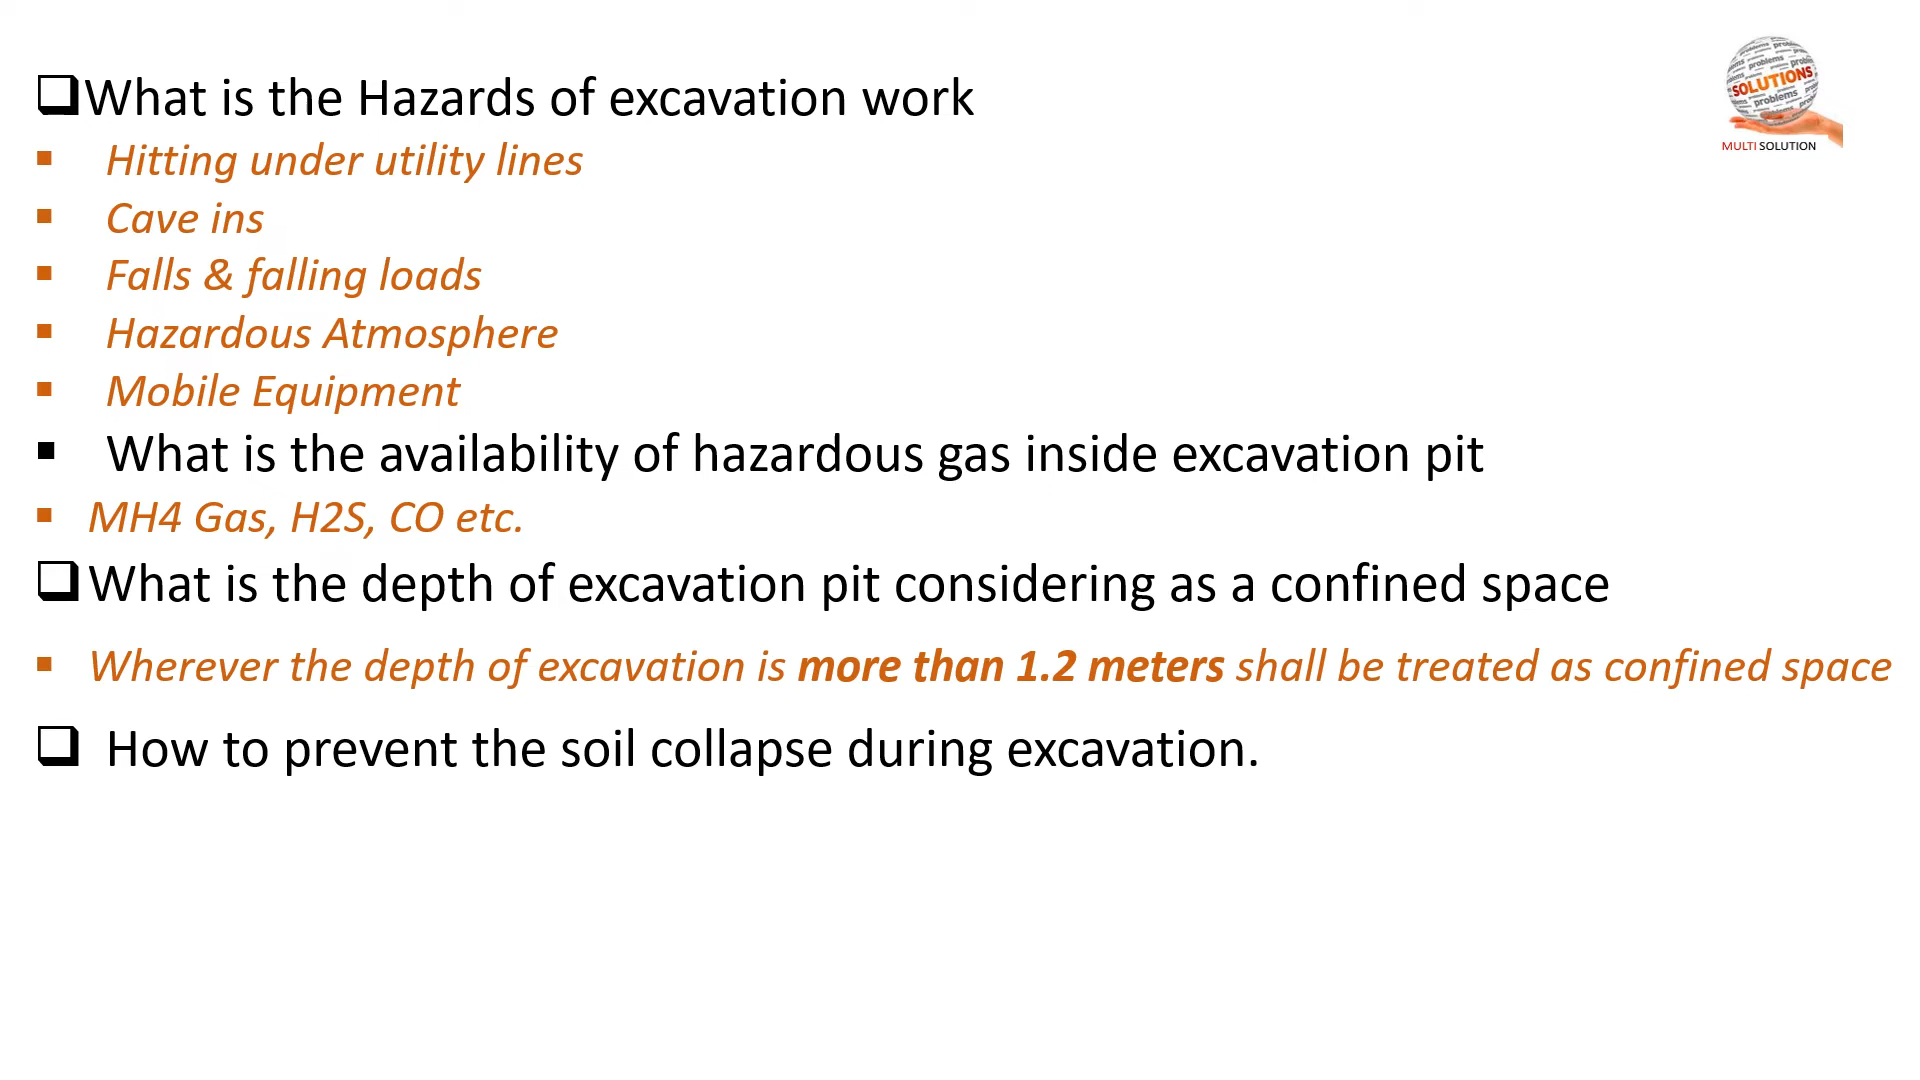 What is the Hazards of excavation work
Hitting under utility lines
Cave ins
Falls & falling loads
Hazardous Atmosphere
Mobile Equipment
What is the availability of hazardous gas inside excavation pit
MH4 Gas, H2S, CO etc.
What is the depth of excavation pit considering as a confined space
Wherever the depth of excavation is more than 1.2 meters shall be treated as confined space
How to prevent the soil collapse during excavation.
problems
SOLUTIONS
problems
MULTI SOLUTION